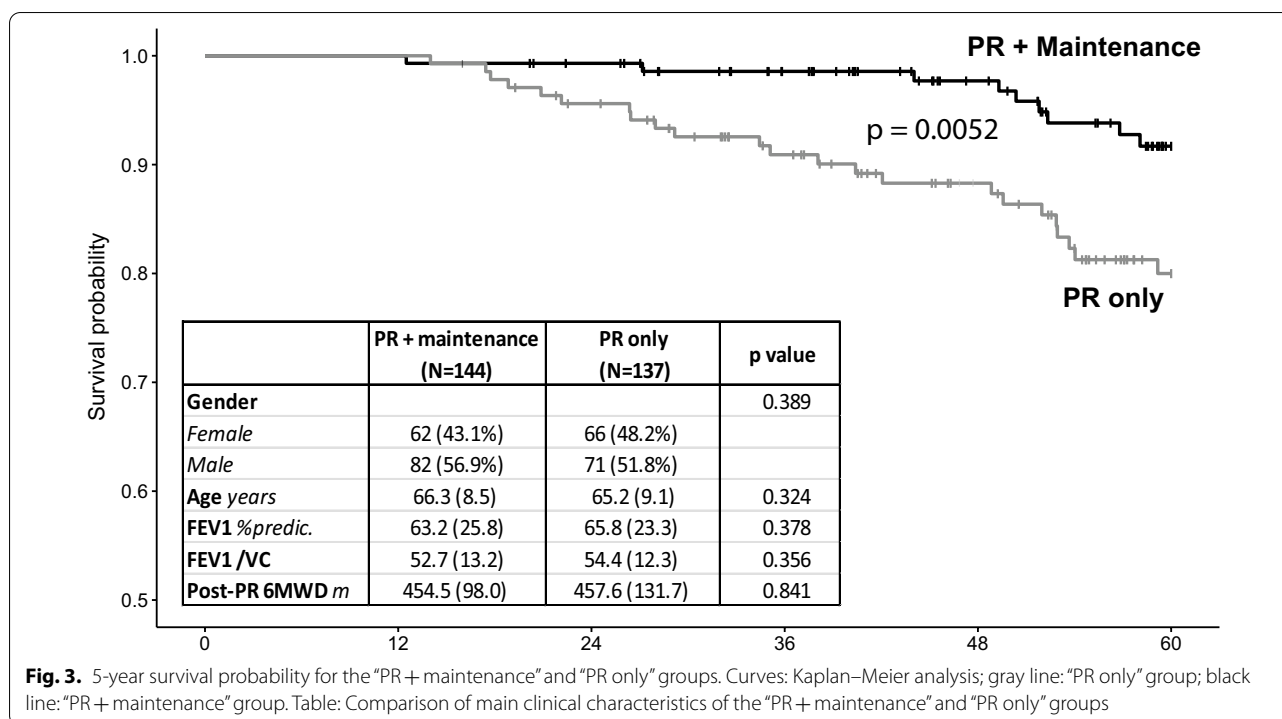 1.0
0.9
0.8
0.7
0.6
0.5
Survival probability
PR + Maintenance
p = 0.0052
PR only
PR + maintenance (N=144) PR only (N=137) p value
Gender 0.389
Female 62 (43.1%) 66 (48.2%)
Male 82 (56.9%) 71 (51.8%)
Age years 66.3 (8.5) 65.2 (9.1) 0.324
FEV1 %predic. 63.2 (25.8) 65.8 (23.3) 0.378
FEV1 /VC 52.7 (13.2) 54.4 (12.3) 0.356
Post-PR 6MWD m 454.5 (98.0) 457.6 (131.7) 0.841
0 12 24 36 48 60
Fig. 3. 5-year survival probability for the “PR + maintenance” and “PR only” groups. Curves: Kaplan–Meier analysis; gray line: “PR only” group; black
line: “PR + maintenance” group. Table: Comparison of main clinical characteristics of the “PR + maintenance” and “PR only” groups